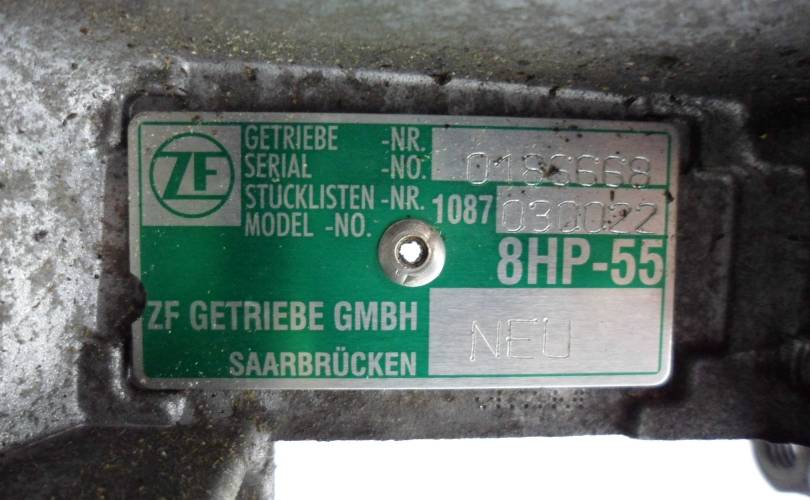 ZF
GETRIEBE -NR.
SERIAL -NO. 0186668
STÜCKLISTEN -NR.
MODEL -NO. 1087 030022
8HP-55
ZF GETRIEBE GMBH
SAARBRÜCKEN
NEU